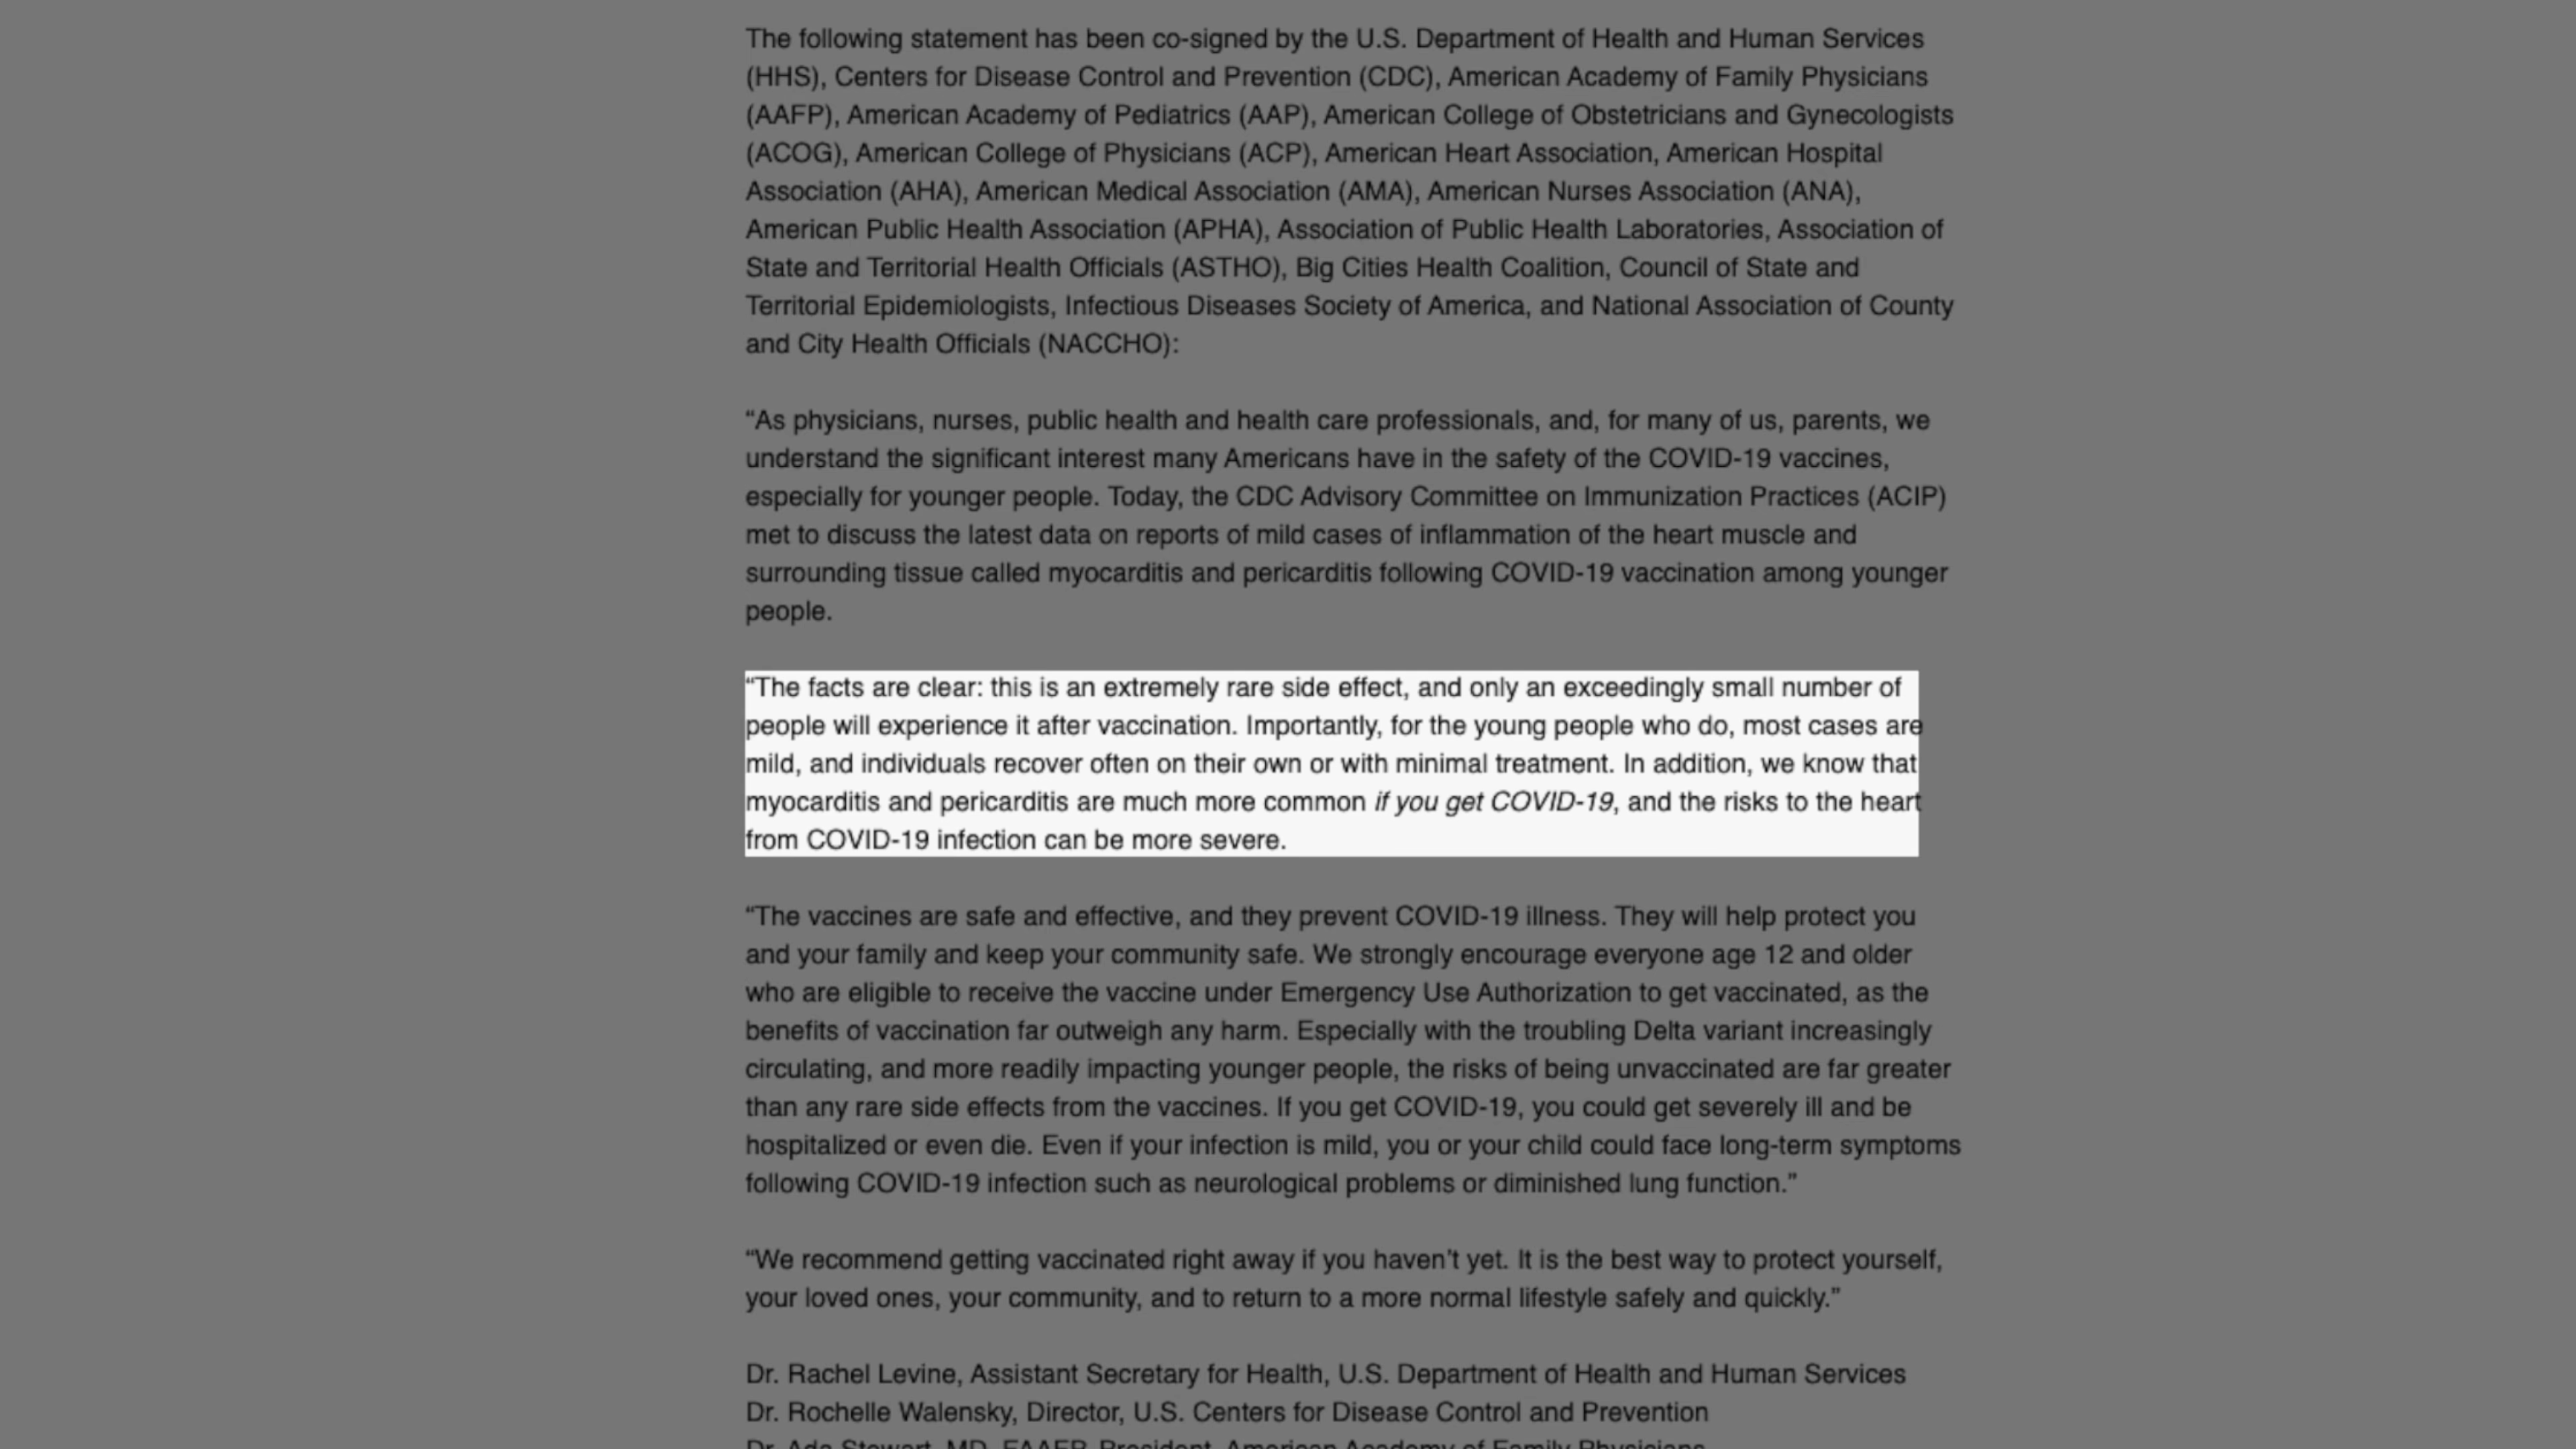 The following statement has been co-signed by the U.S. Department of Health and Human Services
(HHS), Centers for Disease Control and Prevention (CDC), American Academy of Family Physicians
(AAFP), American Academy of Pediatrics (AAP), American College of Obstetricians and Gynecologists
(ACOG), American College of Physicians (ACP), American Heart Association, American Hospital
Association (AHA), American Medical Association (AMA), American Nurses Association (ANA),
American Public Health Association (APHA), Association of Public Health Laboratories, Association of
State and Territorial Health Officials (ASTHO), Big Cities Health Coalition, Council of State and
Territorial Epidemiologists, Infectious Diseases Society of America, and National Association of County
and City Health Officials (NACCHO):
“As physicians, nurses, public health and health care professionals, and, for many of us, parents, we
understand the significant interest many Americans have in the safety of the COVID-19 vaccines,
especially for younger people. Today, the CDC Advisory Committee on Immunization Practices (ACIP)
met to discuss the latest data on reports of mild cases of inflammation of the heart muscle and
surrounding tissue called myocarditis and pericarditis following COVID-19 vaccination among younger
people.
“The facts are clear: this is an extremely rare side effect, and only an exceedingly small number of
people will experience it after vaccination. Importantly, for the young people who do, most cases are
mild, and individuals recover often on their own or with minimal treatment. In addition, we know that
myocarditis and pericarditis are much more common if you get COVID-19, and the risks to the heart
from COVID-19 infection can be more severe.
“The vaccines are safe and effective, and they prevent COVID-19 illness. They will help protect you
and your family and keep your community safe. We strongly encourage everyone age 12 and older
who are eligible to receive the vaccine under Emergency Use Authorization to get vaccinated, as the
benefits of vaccination far outweigh any harm. Especially with the troubling Delta variant increasingly
circulating, and more readily impacting younger people, the risks of being unvaccinated are far greater
than any rare side effects from the vaccines. If you get COVID-19, you could get severely ill and be
hospitalized or even die. Even if your infection is mild, you or your child could face long-term symptoms
following COVID-19 infection such as neurological problems or diminished lung function.”
“We recommend getting vaccinated right away if you haven’t yet. It is the best way to protect yourself,
your loved ones, your community, and to return to a more normal lifestyle safely and quickly.”
Dr. Rachel Levine, Assistant Secretary for Health, U.S. Department of Health and Human Services
Dr. Rochelle Walensky, Director, U.S. Centers for Disease Control and Prevention
Dr. Ada Stewart, MD, FAAFP, President, American Academy of Family Physicians